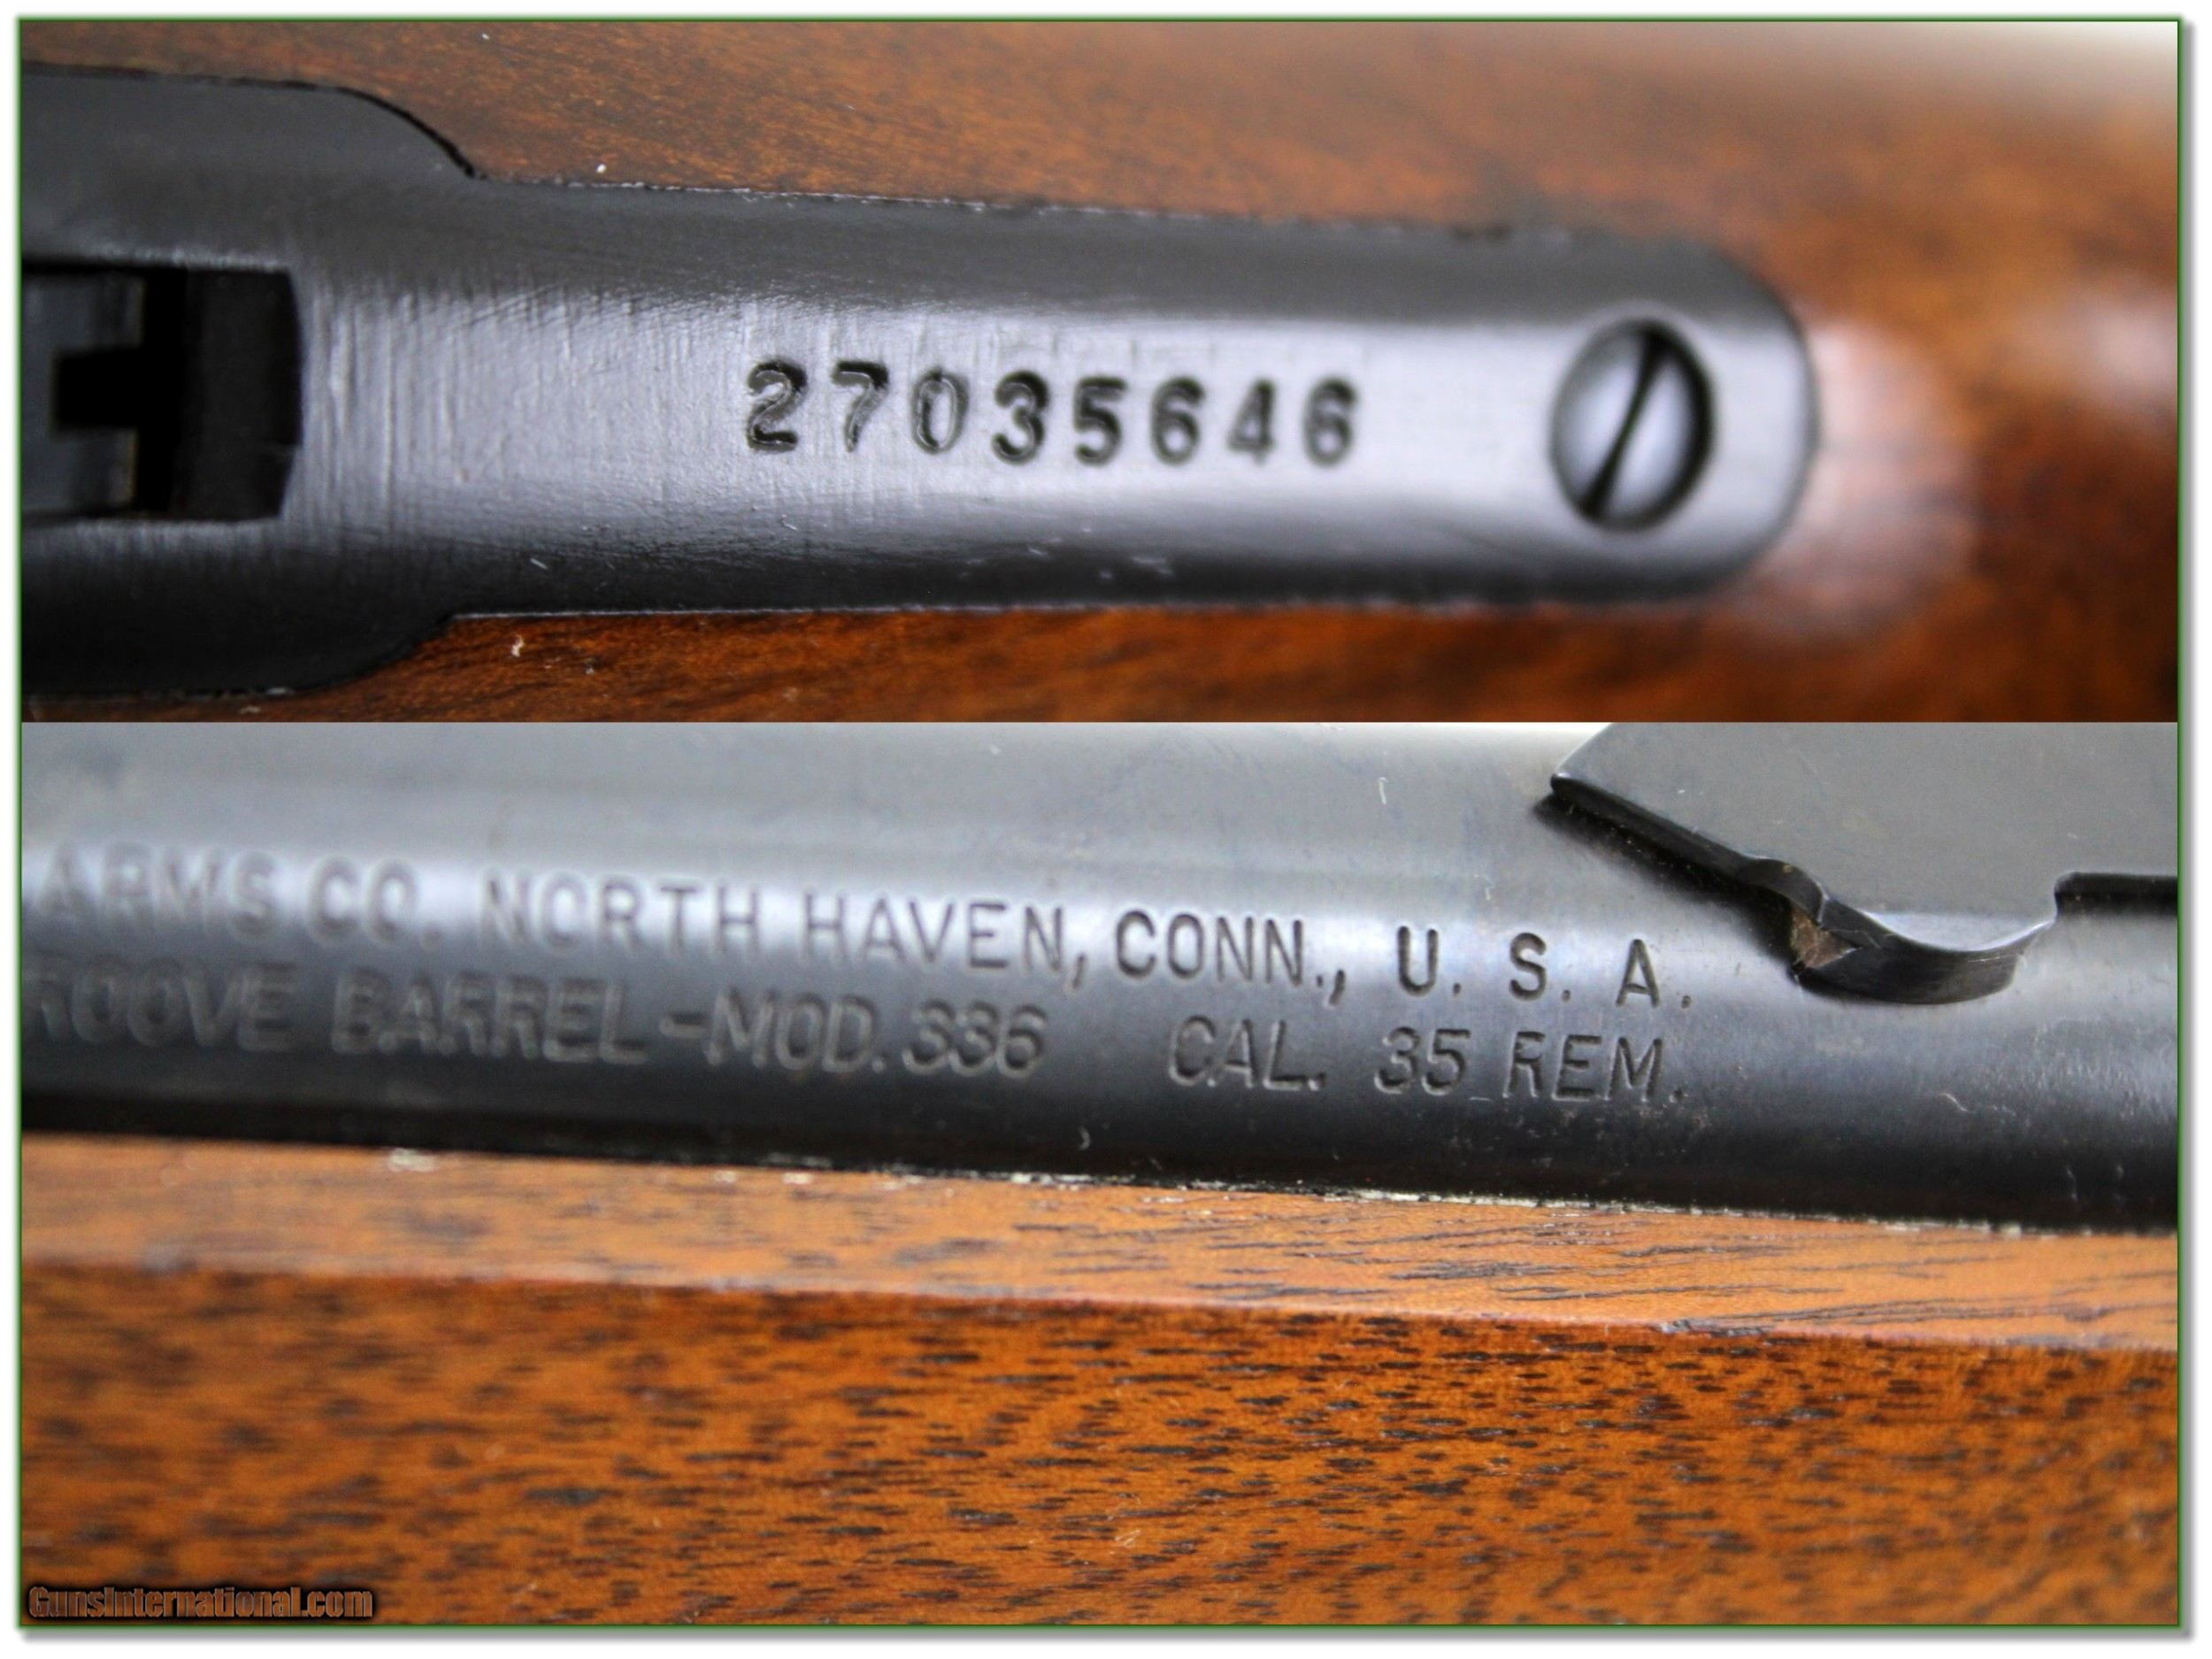 27035646
ARMS CO. NORTH HAVEN, CONN., U. S. A.
ROOVE BARREL-MOD. 336 CAL. 35 REM.
GunsInternational.com